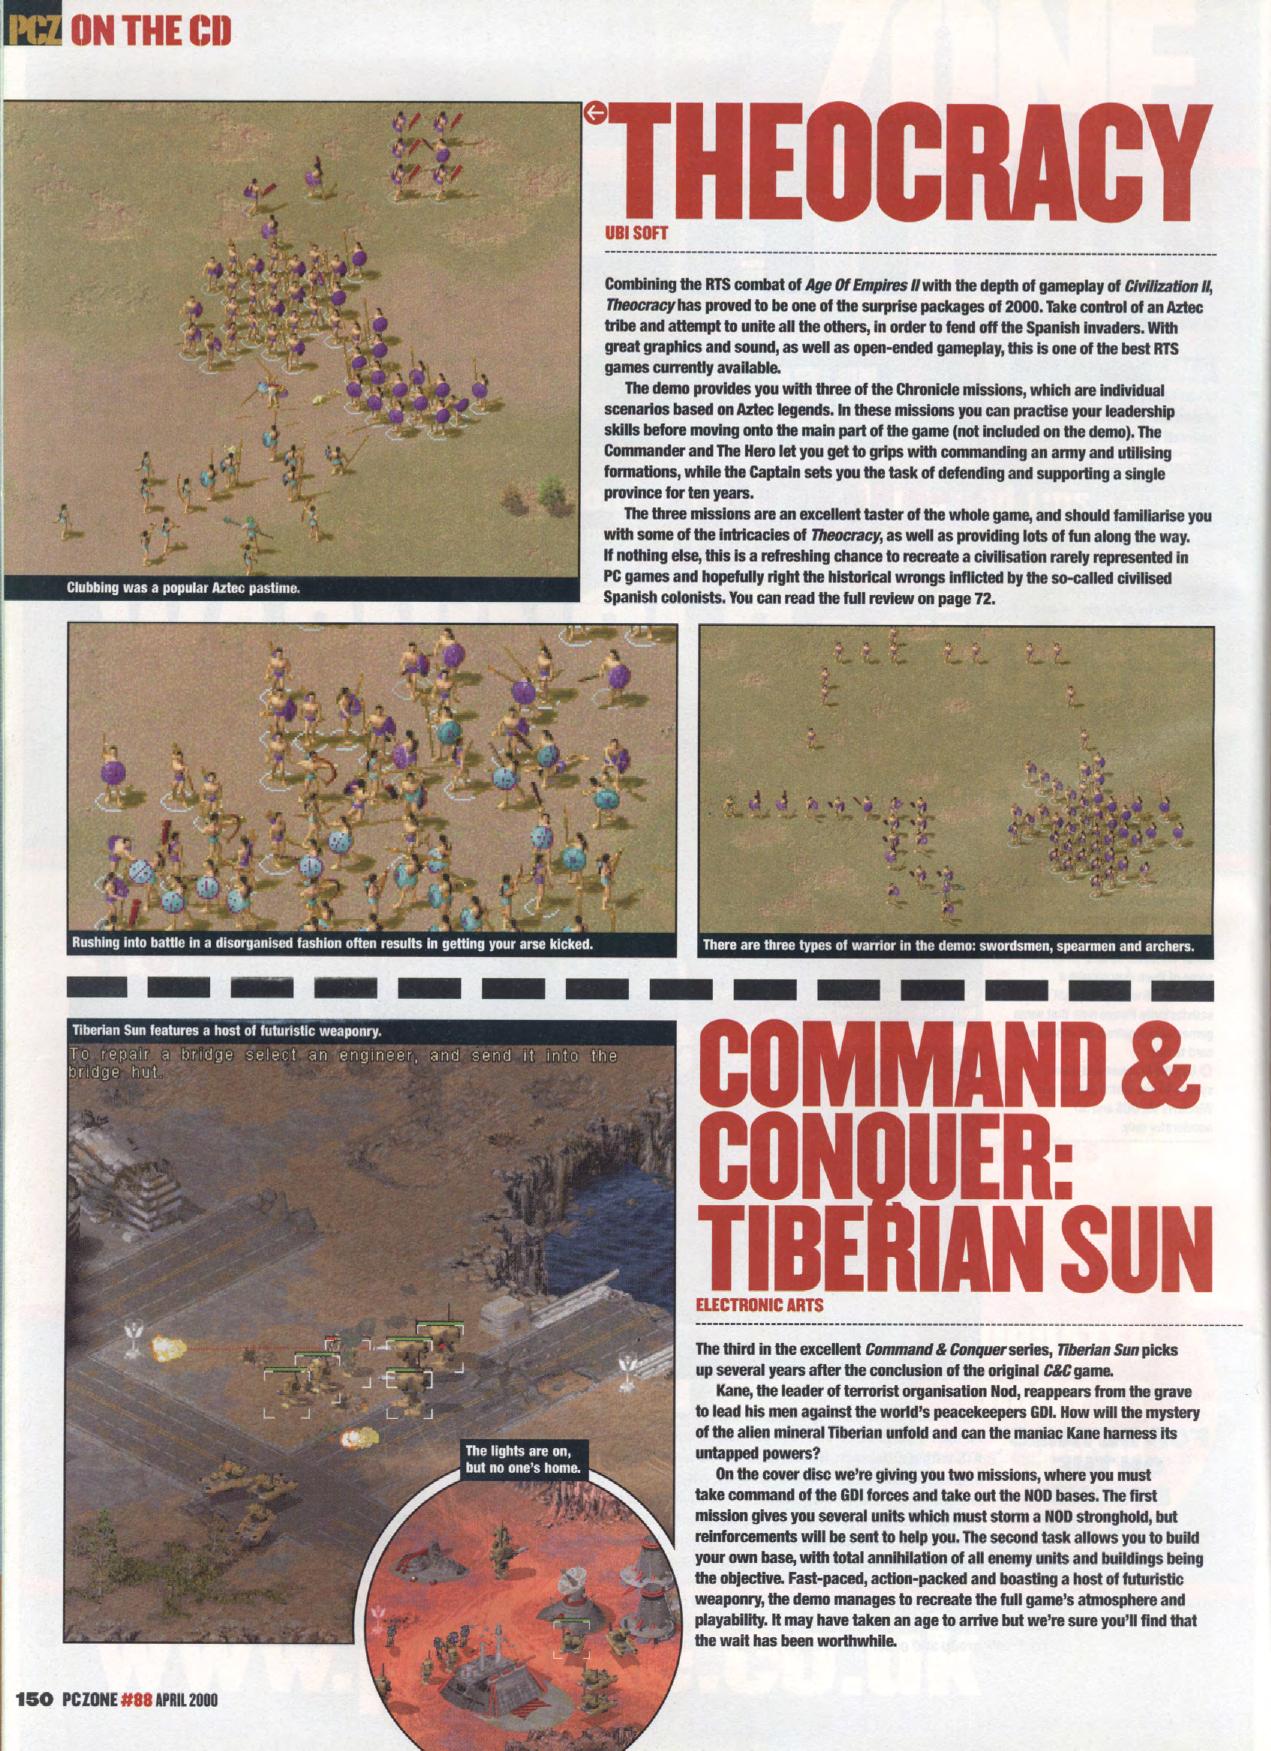 PCZ ON THE CD
THEOCRACY
UBI SOFT
Combining the RTS combat of Age Of Empires II with the depth of gameplay of Civilization II,
Theocracy has proved to be one of the surprise packages of 2000. Take control of an Aztec
tribe and attempt to unite all the others, in order to fend off the Spanish invaders. With
great graphics and sound, as well as open-ended gameplay, this is one of the best RTS
games currently available.
The demo provides you with three of the Chronicle missions, which are individual
scenarios based on Aztec legends. In these missions you can practise your leadership
skills before moving onto the main part of the game (not included on the demo). The
Commander and The Hero let you get to grips with commanding an army and utilising
formations, while the Captain sets you the task of defending and supporting a single
province for ten years.
The three missions are an excellent taster of the whole game, and should familiarise you
with some of the intricacies of Theocracy, as well as providing lots of fun along the way.
If nothing else, this is a refreshing chance to recreate a civilisation rarely represented in
PC games and hopefully right the historical wrongs inflicted by the so-called civilised
Spanish colonists. You can read the full review on page 72.
Clubbing was a popular Aztec pastime.
Rushing into battle in a disorganised fashion often results in getting your arse kicked.
There are three types of warrior in the demo: swordsmen, spearmen and archers.
Tiberian Sun features a host of futuristic weaponry.
To repair a bridge select an engineer, and send it into the
bridge hut.
The lights are on,
but no one's home.
COMMAND &
CONQUER:
TIBERIAN SUN
ELECTRONIC ARTS
The third in the excellent Command & Conquer series, Tiberian Sun picks
up several years after the conclusion of the original C&C game.
Kane, the leader of terrorist organisation Nod, reappears from the grave
to lead his men against the world's peacekeepers GDI. How will the mystery
of the alien mineral Tiberian unfold and can the maniac Kane harness its
untapped powers?
On the cover disc we're giving you two missions, where you must
take command of the GDI forces and take out the NOD bases. The first
mission gives you several units which must storm a NOD stronghold, but
reinforcements will be sent to help you. The second task allows you to build
your own base, with total annihilation of all enemy units and buildings being
the objective. Fast-paced, action-packed and boasting a host of futuristic
weaponry, the demo manages to recreate the full game's atmosphere and
playability. It may have taken an age to arrive but we're sure you'll find that
the wait has been worthwhile.
150 PCZONE #88 APRIL 2000